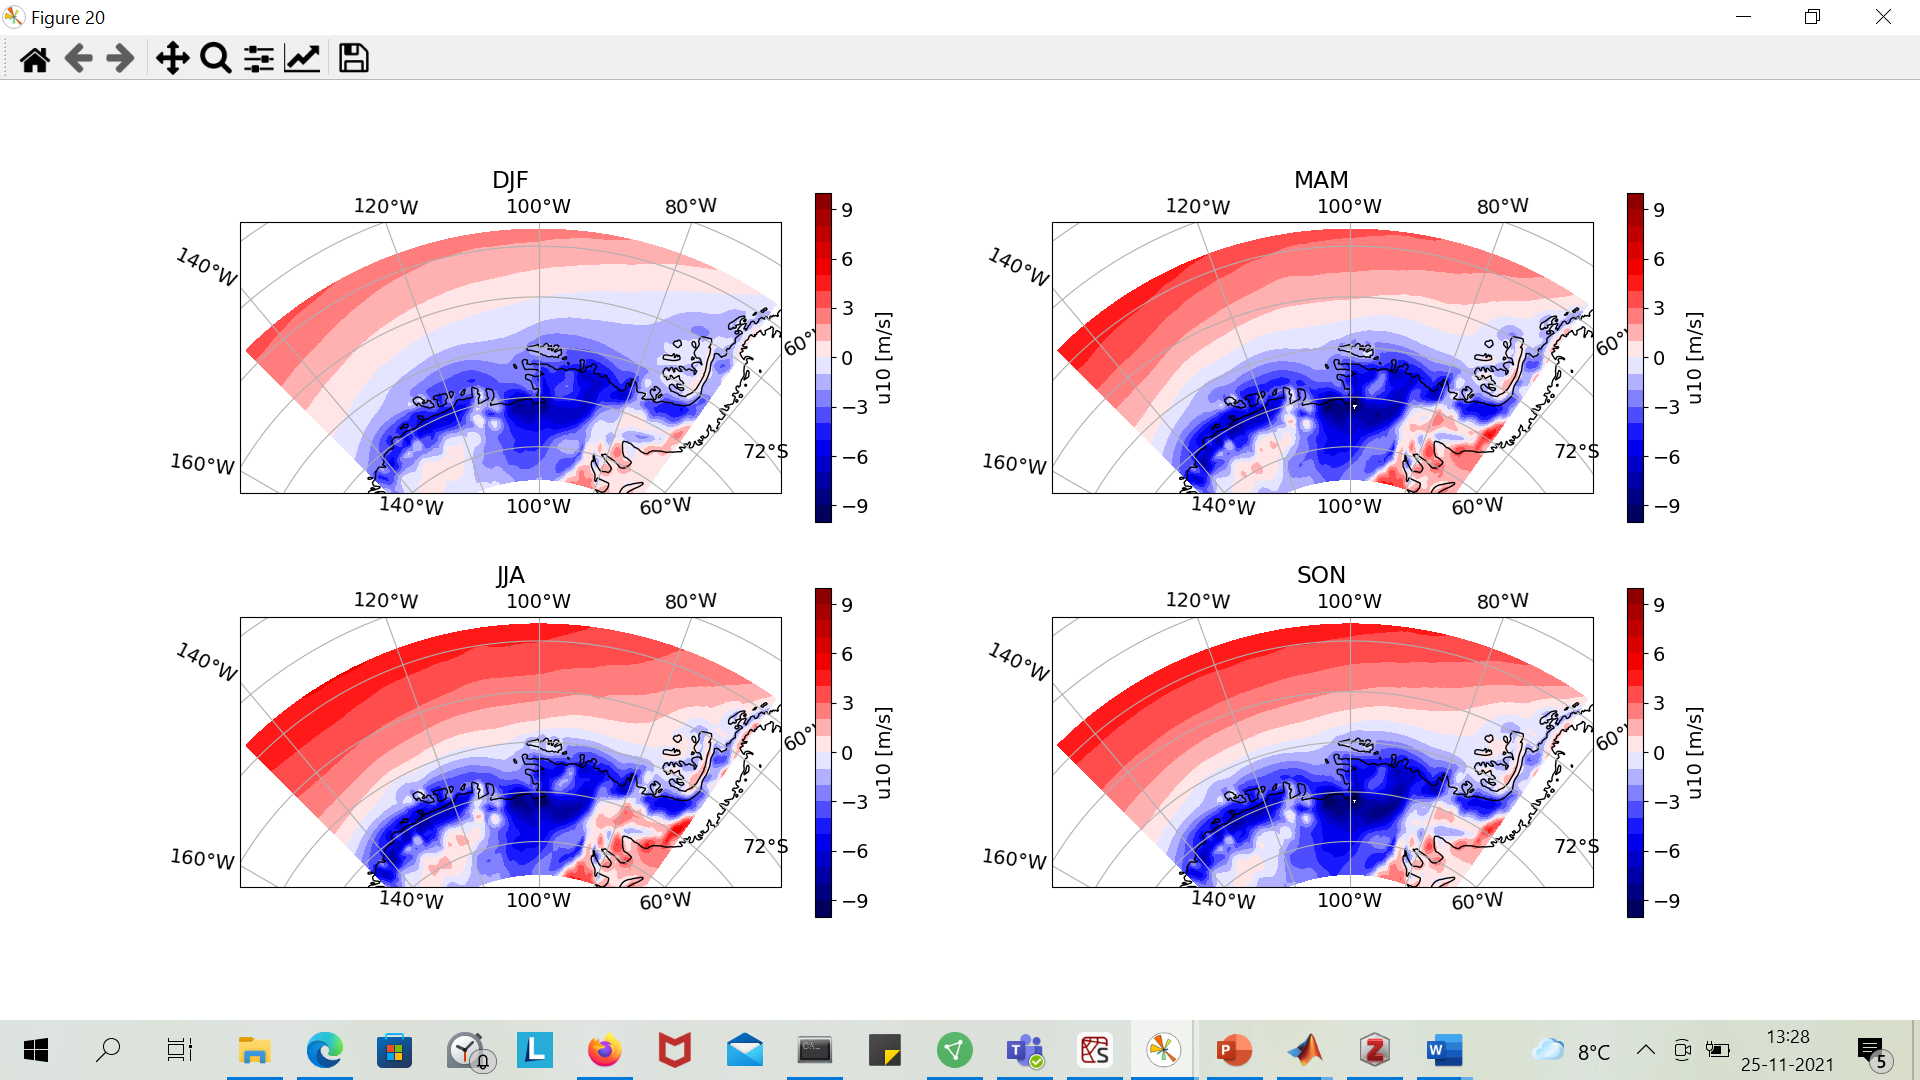 Figure 20
DJF
120°W 100°W 80°W
140°W
160°W
60°
72°S
140°W 100°W 60°W
9
6
3
0
−3
−6
−9
u10 [m/s]
MAM
120°W 100°W 80°W
140°W
160°W
60°
72°S
140°W 100°W 60°W
9
6
3
0
−3
−6
−9
u10 [m/s]
JJA
120°W 100°W 80°W
140°W
160°W
60°
72°S
140°W 100°W 60°W
9
6
3
0
−3
−6
−9
u10 [m/s]
SON
120°W 100°W 80°W
140°W
160°W
60°
72°S
140°W 100°W 60°W
9
6
3
0
−3
−6
−9
u10 [m/s]
8°C
13:28
25-11-2021
5